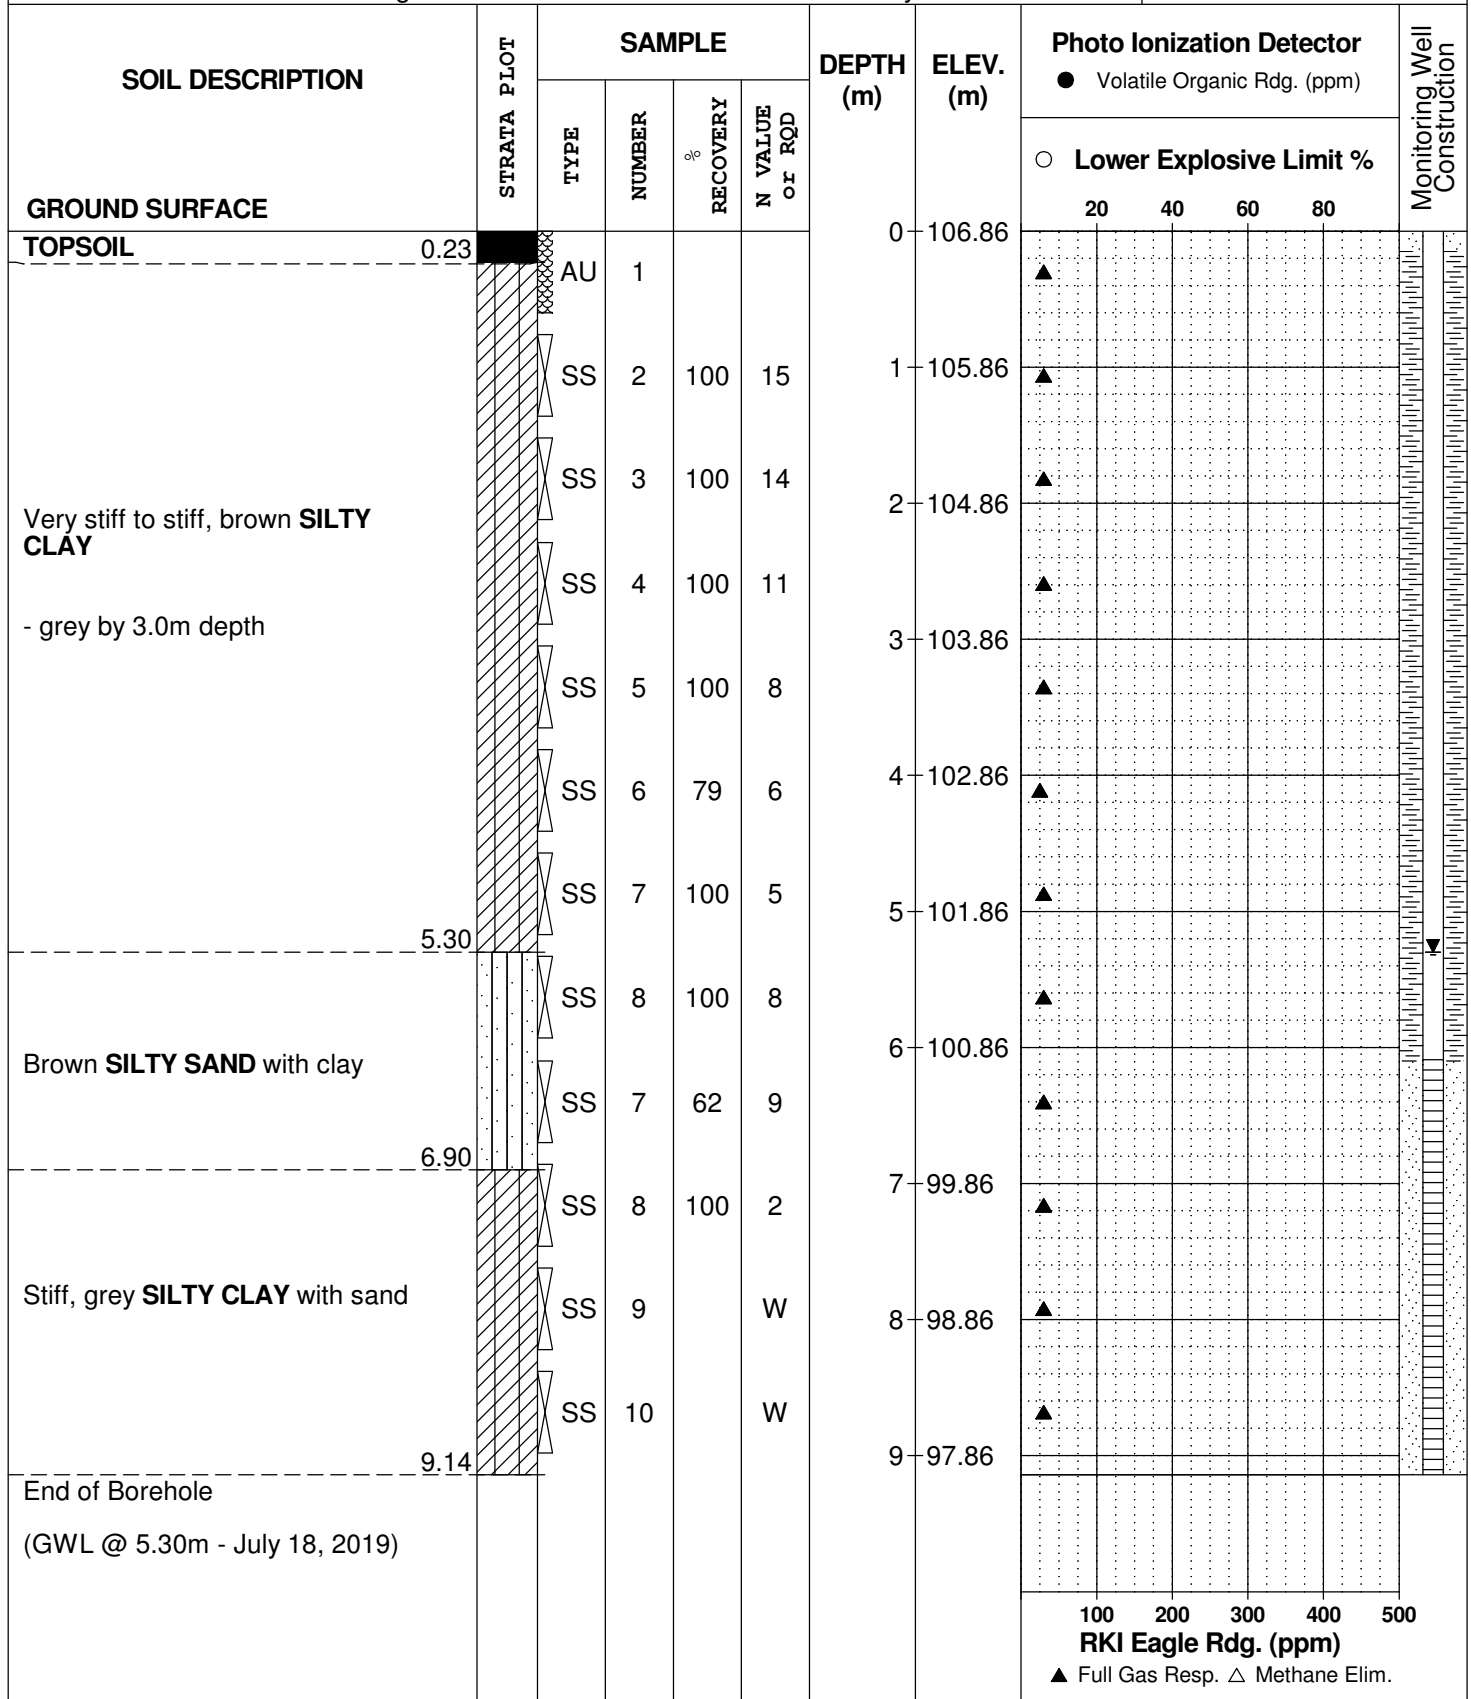 SOIL DESCRIPTION
STRATA PLOT
SAMPLE
TYPE
NUMBER
% RECOVERY
N VALUE or RQD
DEPTH (m)
ELEV. (m)
Photo Ionization Detector
● Volatile Organic Rdg. (ppm)
○ Lower Explosive Limit %
20 40 60 80
Monitoring Well Construction
GROUND SURFACE
0 106.86
TOPSOIL 0.23
AU 1
1 105.86
SS 2 100 15
SS 3 100 14
2 104.86
Very stiff to stiff, brown SILTY
CLAY
SS 4 100 11
- grey by 3.0m depth
3 103.86
SS 5 100 8
4 102.86
SS 6 79 6
SS 7 100 5
5 101.86
5.30
SS 8 100 8
6 100.86
Brown SILTY SAND with clay
SS 7 62 9
6.90
7 99.86
SS 8 100 2
Stiff, grey SILTY CLAY with sand
SS 9 W
8 98.86
SS 10 W
9 97.86
9.14
End of Borehole
(GWL @ 5.30m - July 18, 2019)
100 200 300 400 500
RKI Eagle Rdg. (ppm)
▲ Full Gas Resp. △ Methane Elim.